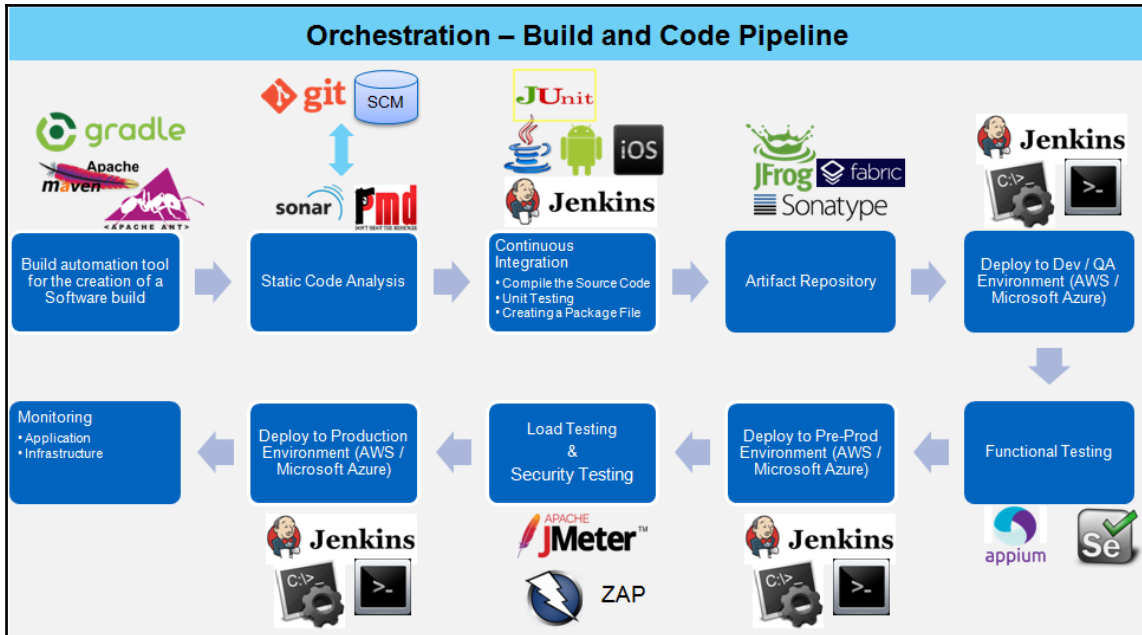 Orchestration – Build and Code Pipeline
git
SCM
JUnit
gradle
Apache
maven
<APACHE ANT>
sonar
pmd
DON'T SHOOT THE MESSENGER
iOS
Jenkins
JFrog
fabric
Sonatype
Jenkins
C:\>_
>_
Build automation tool
for the creation of a
Software build
Static Code Analysis
Continuous
Integration
• Compile the Source Code
• Unit Testing
• Creating a Package File
Artifact Repository
Deploy to Dev / QA
Environment (AWS /
Microsoft Azure)
Monitoring
• Application
• Infrastructure
Deploy to Production
Environment (AWS /
Microsoft Azure)
Load Testing
&
Security Testing
Deploy to Pre-Prod
Environment (AWS /
Microsoft Azure)
Functional Testing
Jenkins
C:\>_
>_
APACHE
JMeter™
ZAP
Jenkins
C:\>_
>_
appium
Se